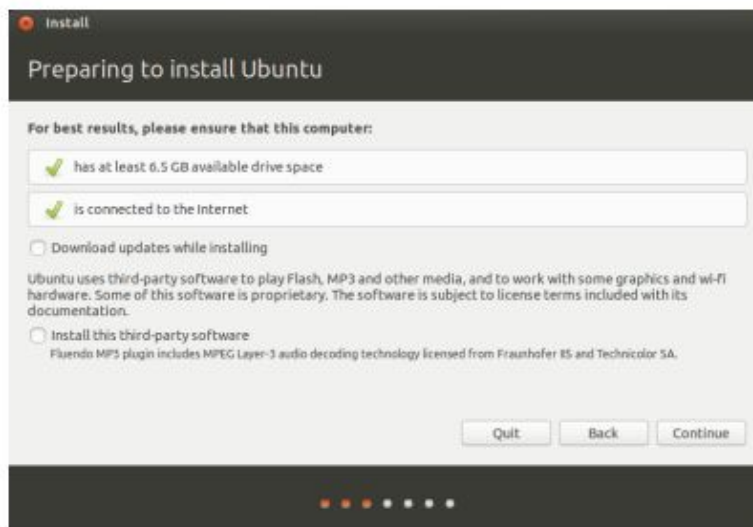 Install
Preparing to install Ubuntu
For best results, please ensure that this computer:
has at least 6.5 GB available drive space
is connected to the Internet
Download updates while installing
Ubuntu uses third-party software to play Flash, MP3 and other media, and to work with some graphics and wi-fi
hardware. Some of this software is proprietary. The software is subject to license terms included with its
documentation.
Install this third-party software
Fluendo MP3 plugin includes MPEG Layer-3 audio decoding technology licensed from Fraunhofer IIS and Technicolor SA.
Quit Back Continue